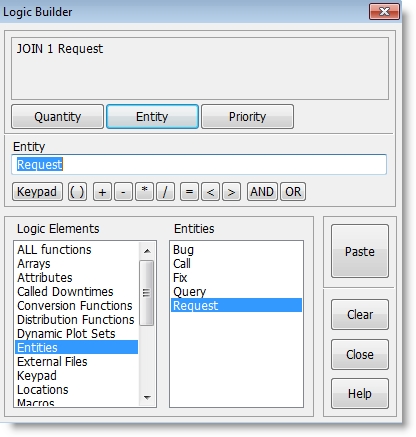 Logic Builder
JOIN 1 Request
Quantity
Entity
Priority
Entity
Request
Keypad ( ) + - * / = < > AND OR
Logic Elements
ALL functions
Arrays
Attributes
Called Downtimes
Conversion Functions
Distribution Functions
Dynamic Plot Sets
Entities
External Files
Keypad
Locations
Macros
Entities
Bug
Call
Fix
Query
Request
Paste
Clear
Close
Help